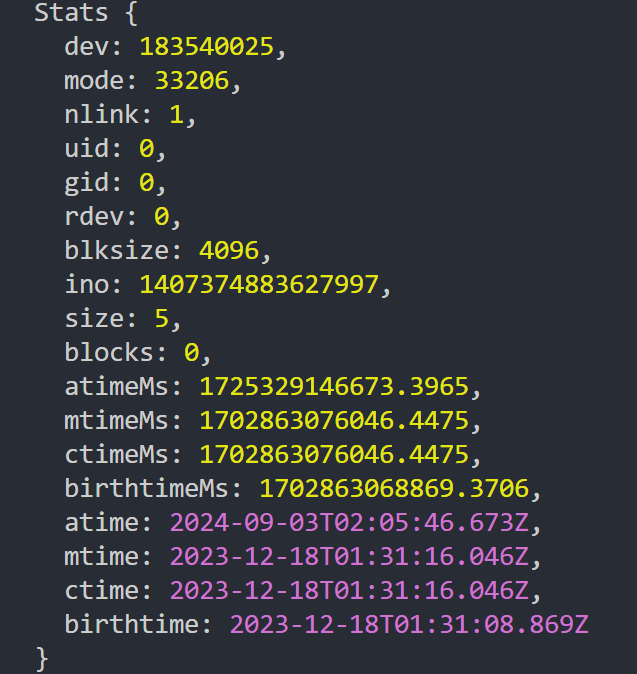 Stats {
dev: 183540025,
mode: 33206,
nlink: 1,
uid: 0,
gid: 0,
rdev: 0,
blksize: 4096,
ino: 1407374883627997,
size: 5,
blocks: 0,
atimeMs: 1725329146673.3965,
mtimeMs: 1702863076046.4475,
ctimeMs: 1702863076046.4475,
birthtimeMs: 1702863068869.3706,
atime: 2024-09-03T02:05:46.673Z,
mtime: 2023-12-18T01:31:16.046Z,
ctime: 2023-12-18T01:31:16.046Z,
birthtime: 2023-12-18T01:31:08.869Z
}